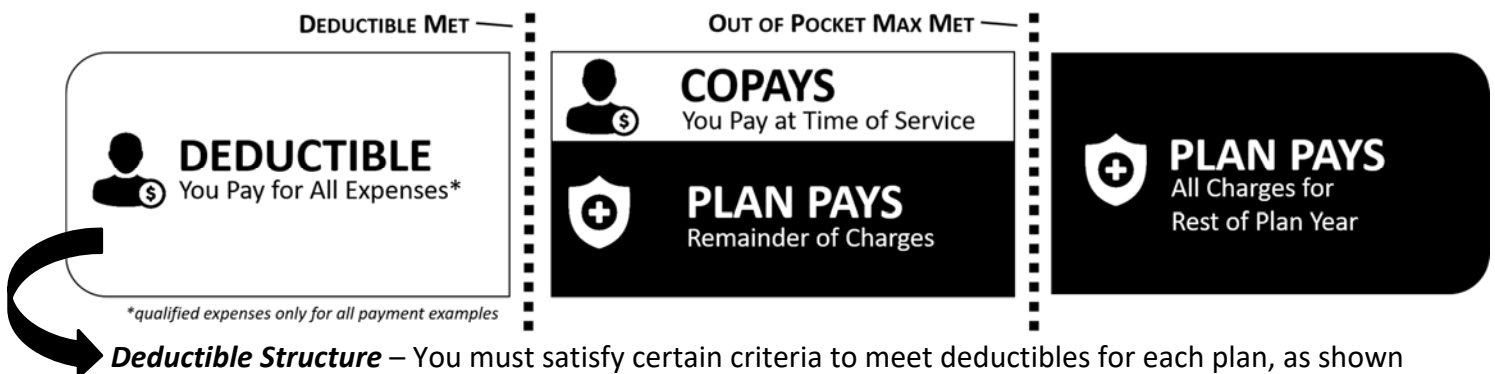 DEDUCTIBLE MET
OUT OF POCKET MAX MET
DEDUCTIBLE
You Pay for All Expenses*
*qualified expenses only for all payment examples
$
COPAYS
You Pay at Time of Service
$
PLAN PAYS
Remainder of Charges
PLAN PAYS
All Charges for
Rest of Plan Year
Deductible Structure – You must satisfy certain criteria to meet deductibles for each plan, as shown